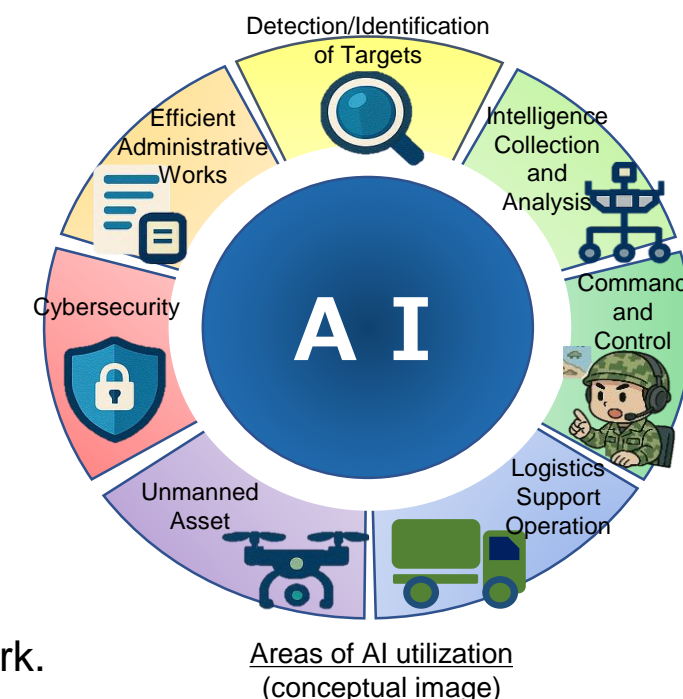 Detection/Identification
of Targets
Efficient
Administrative
Works
Intelligence
Collection
and
Analysis
Cybersecurity
Command
and
Control
A I
Unmanned
Asset
Logistics
Support
Operation
rk.
Areas of AI utilization
(conceptual image)